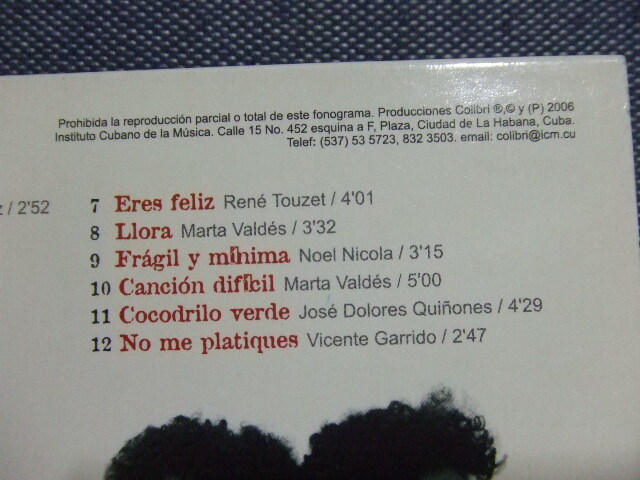 Prohibida la reproducción parcial o total de este fonograma. Producciones Colibri ®,© y (P) 2006
Instituto Cubano de la Música. Calle 15 No. 452 esquina a F, Plaza, Ciudad de La Habana, Cuba.
Telef: (537) 53 5723, 832 3503. email: colibri@icm.cu
z / 2'52
7 Eres feliz René Touzet / 4'01
8 Llora Marta Valdés / 3'32
9 Frágil y mínima Noel Nicola / 3'15
10 Canción difícil Marta Valdés / 5'00
11 Cocodrilo verde José Dolores Quiñones / 4'29
12 No me platiques Vicente Garrido / 2'47